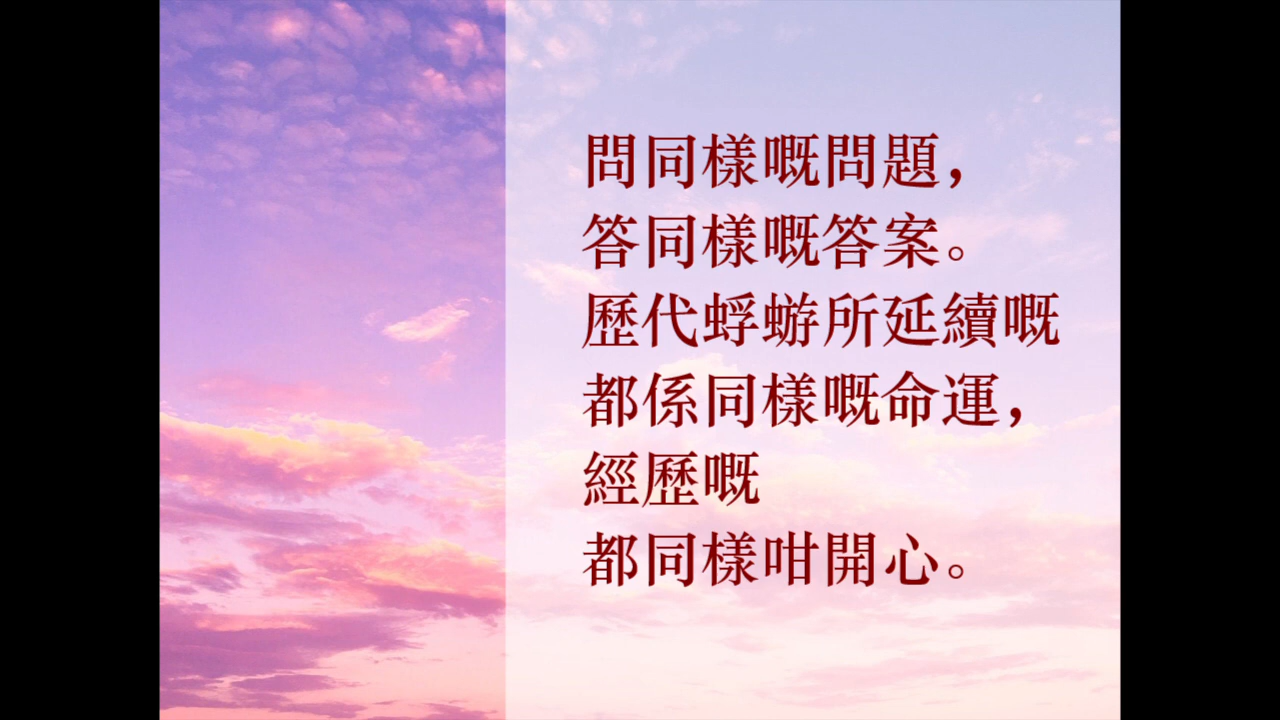 問同樣嘅問題，
答同樣嘅答案。
歷代蜉蝣所延續嘅
都係同樣嘅命運，
經歷嘅
都同樣咁開心。